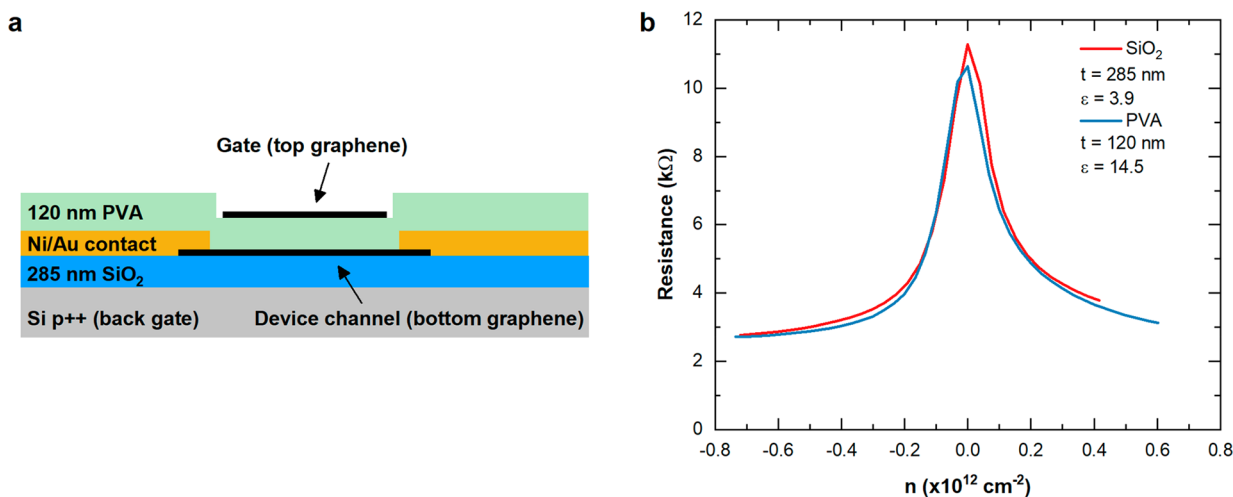 a
Gate (top graphene)
120 nm PVA
Ni/Au contact
285 nm SiO₂
Si p++ (back gate)
Device channel (bottom graphene)
b
SiO₂
t = 285 nm
ε = 3.9
PVA
t = 120 nm
ε = 14.5
Resistance (kΩ)
12
10
8
6
4
2
0
-0.8 -0.6 -0.4 -0.2 0.0 0.2 0.4 0.6 0.8
n (x10¹² cm⁻²)